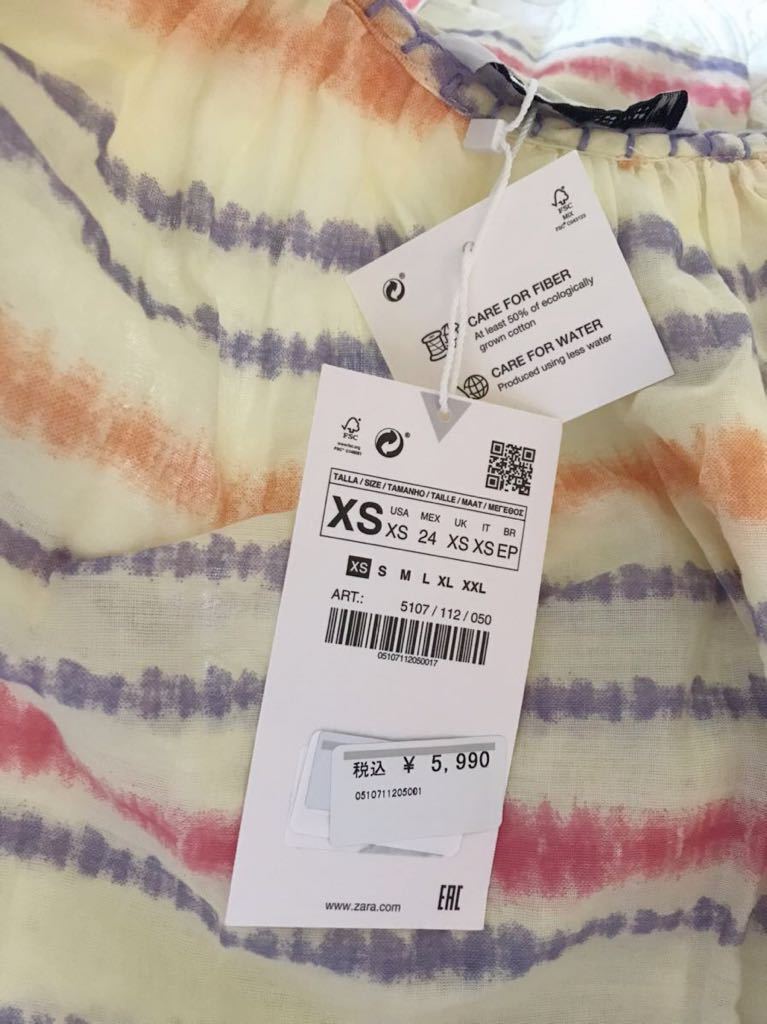 FSC
MIX
CARE FOR FIBER
At least 50% of ecologically
grown cotton
CARE FOR WATER
Produced using less water
FSC
TALLA / SIZE / TAMANHO / TAILLE / MAAT / ΜΕΓΕΘΟΣ
XS
USA MEX UK IT BR
XS 24 XS XS EP
XS S M L XL XXL
ART.: 5107 / 112 / 050
05107112050017
税込 ¥ 5,990
0510711205001
www.zara.com EAC